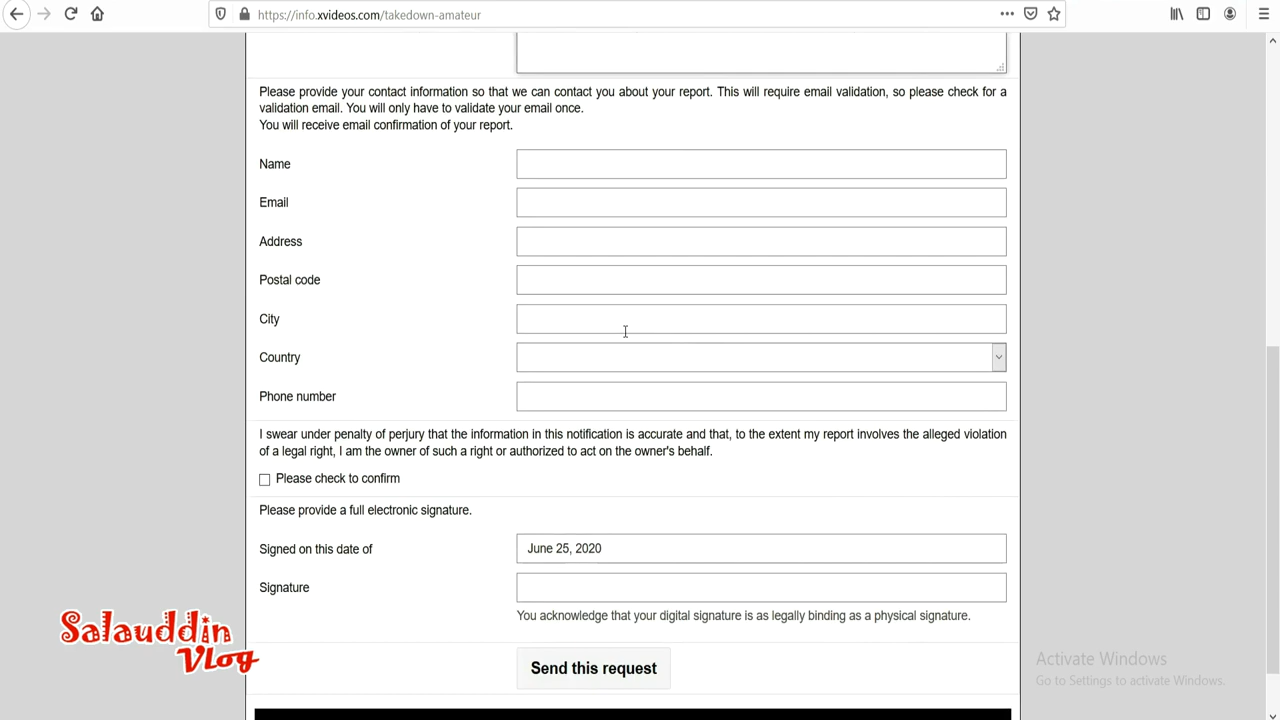 https://info.xvideos.com/takedown-amateur
Please provide your contact information so that we can contact you about your report. This will require email validation, so please check for a
validation email. You will only have to validate your email once.
You will receive email confirmation of your report.
Name
Email
Address
Postal code
City
Country
Phone number
I swear under penalty of perjury that the information in this notification is accurate and that, to the extent my report involves the alleged violation
of a legal right, I am the owner of such a right or authorized to act on the owner's behalf.
Please check to confirm
Please provide a full electronic signature.
Signed on this date of June 25, 2020
Signature
You acknowledge that your digital signature is as legally binding as a physical signature.
Send this request
Salauddin
Vlog
Activate Windows
Go to Settings to activate Windows.